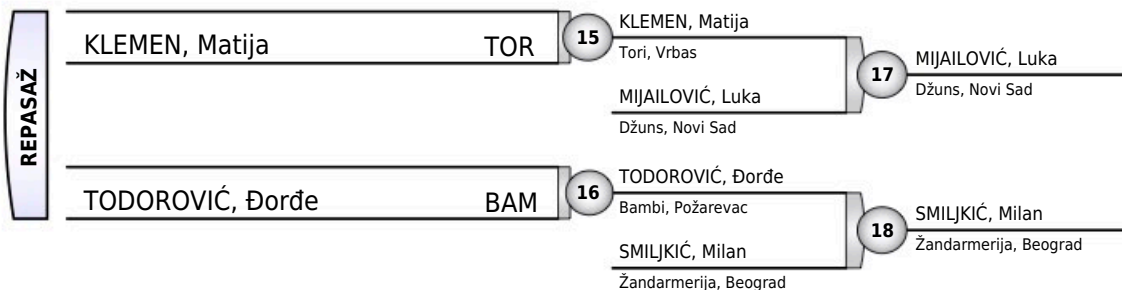 REPASAŽ
KLEMEN, Matija TOR
15
KLEMEN, Matija
Tori, Vrbas
MIJAILOVIĆ, Luka
Džuns, Novi Sad
17
MIJAILOVIĆ, Luka
Džuns, Novi Sad
TODOROVIĆ, Đorđe BAM
16
TODOROVIĆ, Đorđe
Bambi, Požarevac
SMILJKIĆ, Milan
Žandarmerija, Beograd
18
SMILJKIĆ, Milan
Žandarmerija, Beograd